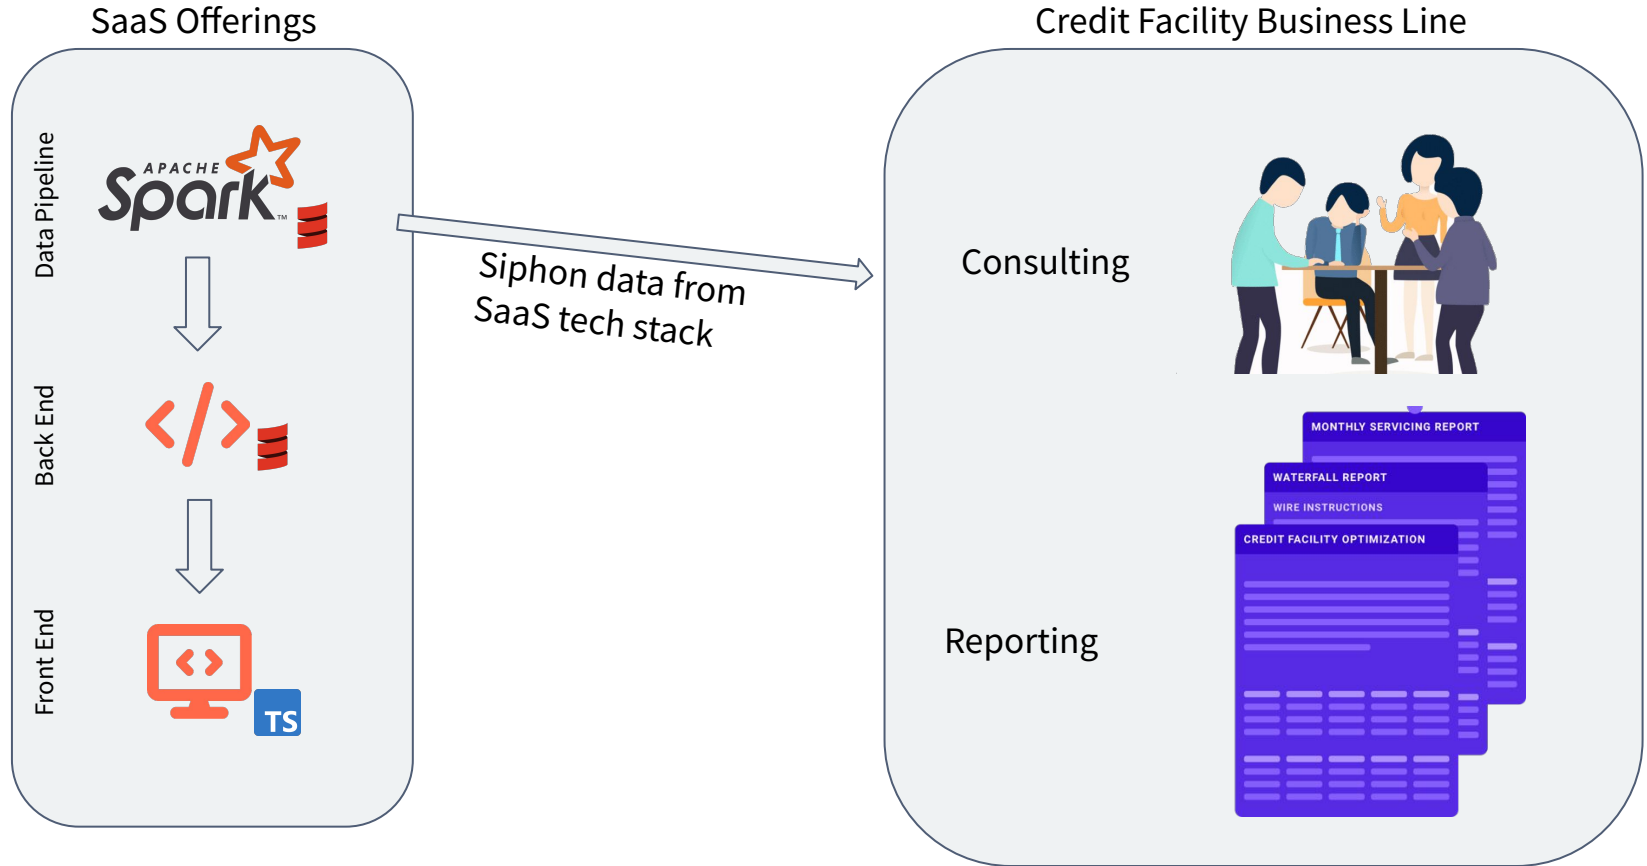 SaaS Offerings
Data Pipeline
APACHE
Spark™
Back End
Front End
TS
Siphon data from
SaaS tech stack
Credit Facility Business Line
Consulting
Reporting
MONTHLY SERVICING REPORT
WATERFALL REPORT
WIRE INSTRUCTIONS
CREDIT FACILITY OPTIMIZATION